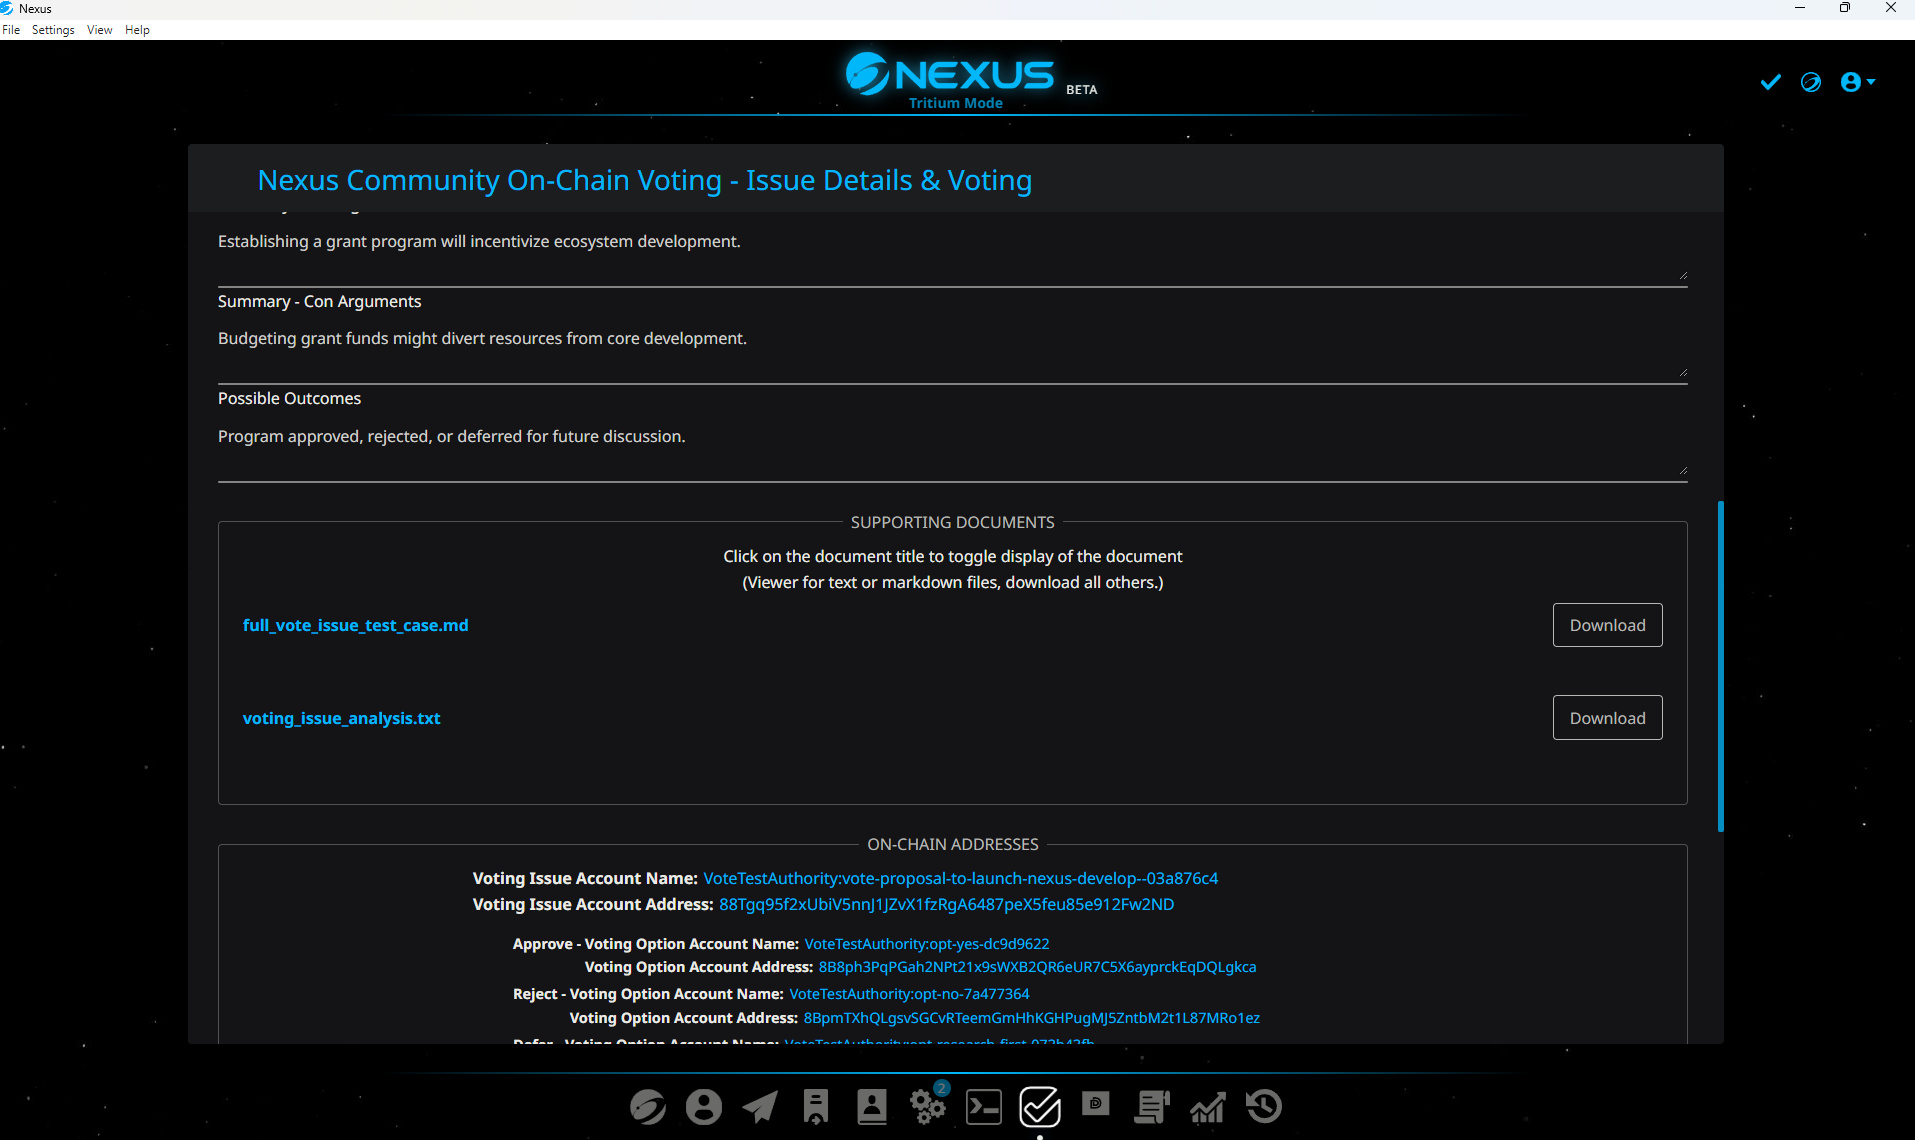 Nexus
File Settings View Help
NEXUS BETA
Tritium Mode
Nexus Community On-Chain Voting - Issue Details & Voting
Establishing a grant program will incentivize ecosystem development.
Summary - Con Arguments
Budgeting grant funds might divert resources from core development.
Possible Outcomes
Program approved, rejected, or deferred for future discussion.
SUPPORTING DOCUMENTS
Click on the document title to toggle display of the document
(Viewer for text or markdown files, download all others.)
full_vote_issue_test_case.md Download
voting_issue_analysis.txt Download
ON-CHAIN ADDRESSES
Voting Issue Account Name: VoteTestAuthority:vote-proposal-to-launch-nexus-develop--03a876c4
Voting Issue Account Address: 88Tgq95f2xUbiV5nnJ1JZvX1fzRgA6487peX5feu85e912Fw2ND
Approve - Voting Option Account Name: VoteTestAuthority:opt-yes-dc9d9622
Voting Option Account Address: 8B8ph3PqPGah2NPt21x9sWXB2QR6eUR7C5X6ayprckEqDQLgkca
Reject - Voting Option Account Name: VoteTestAuthority:opt-no-7a477364
Voting Option Account Address: 8BpmTXhQLgsvSGCvRTeemGmHhKGHPugMJ5ZntbM2t1L87MRo1ez
Defer - Voting Option Account Name:
2